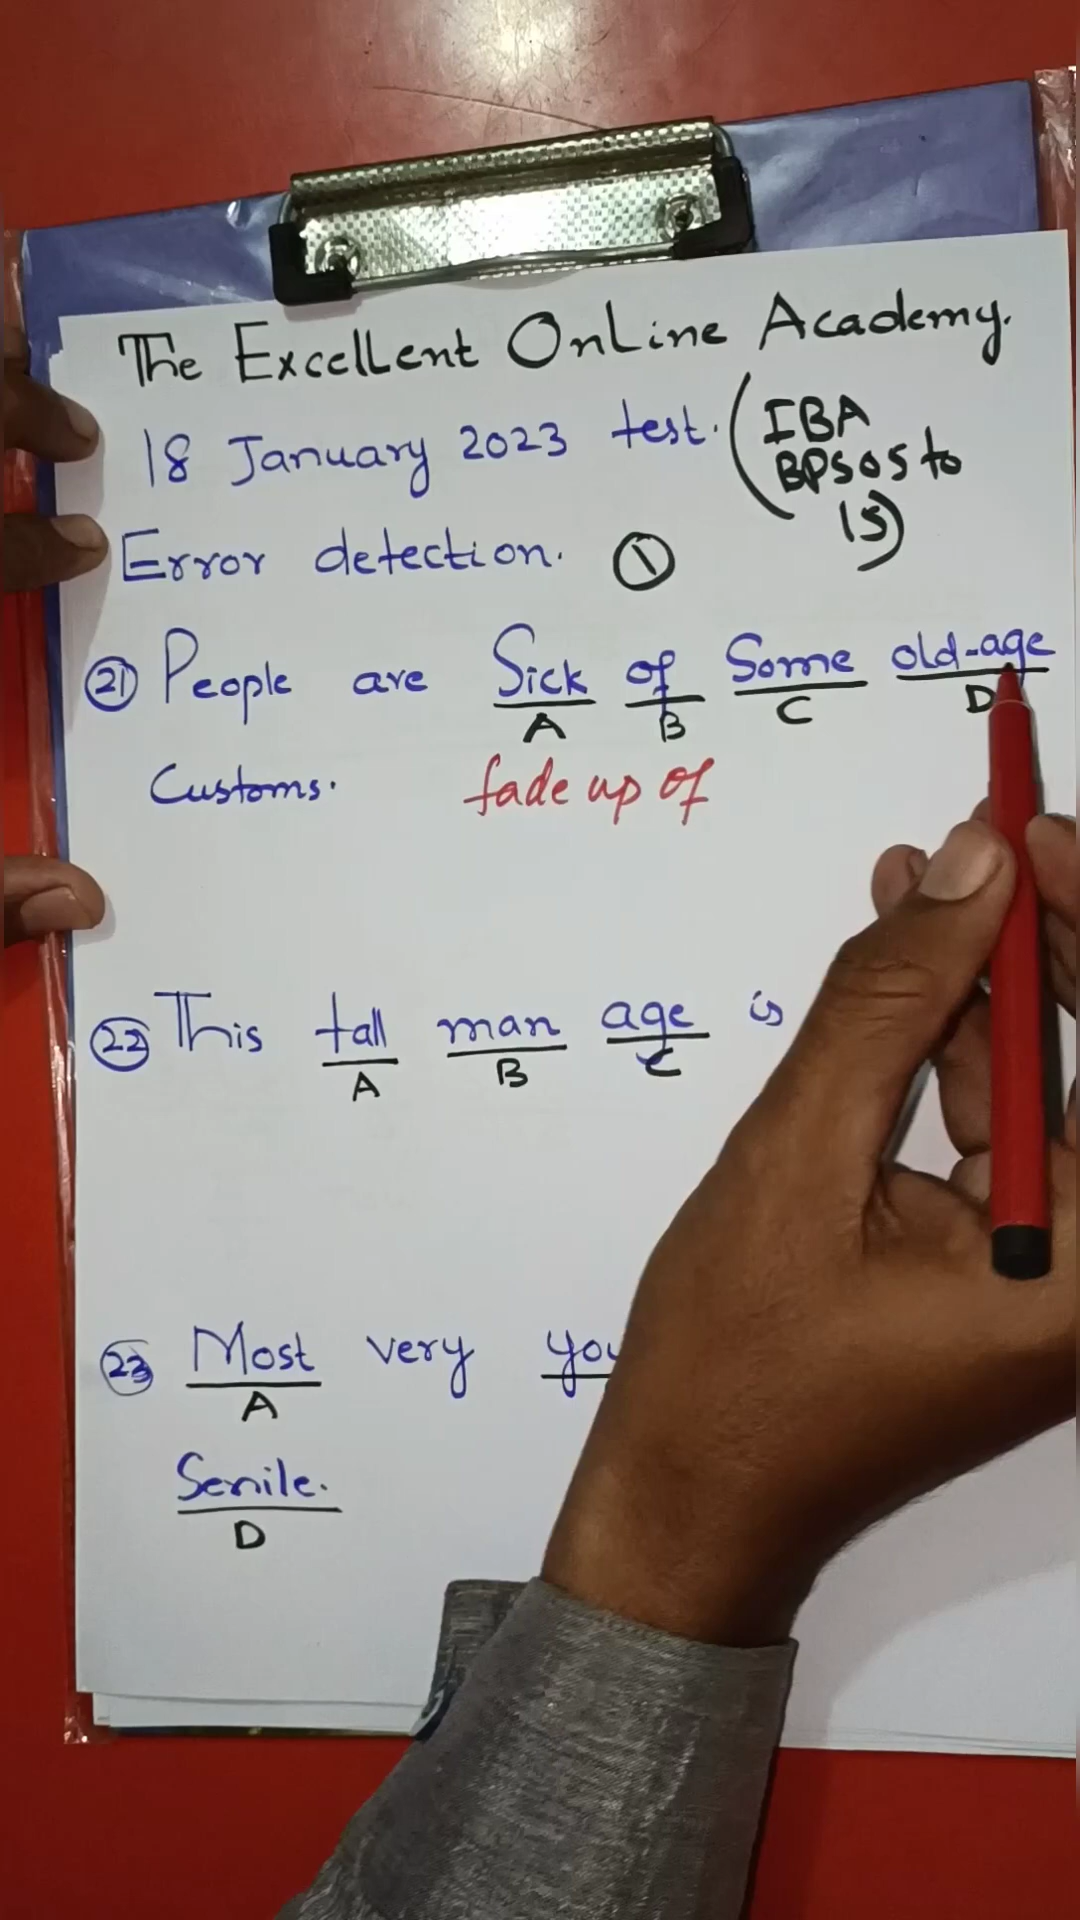 The Excellent Online Academy.
18 January 2023 test. (IBA
BPSOS to
15)
Error detection. ①
㉑ People are Sick of Some old-age
A B C D
Customs. fade up of
㉒ This tall man age is
A B C
㉓ Most very
A
Senile.
D